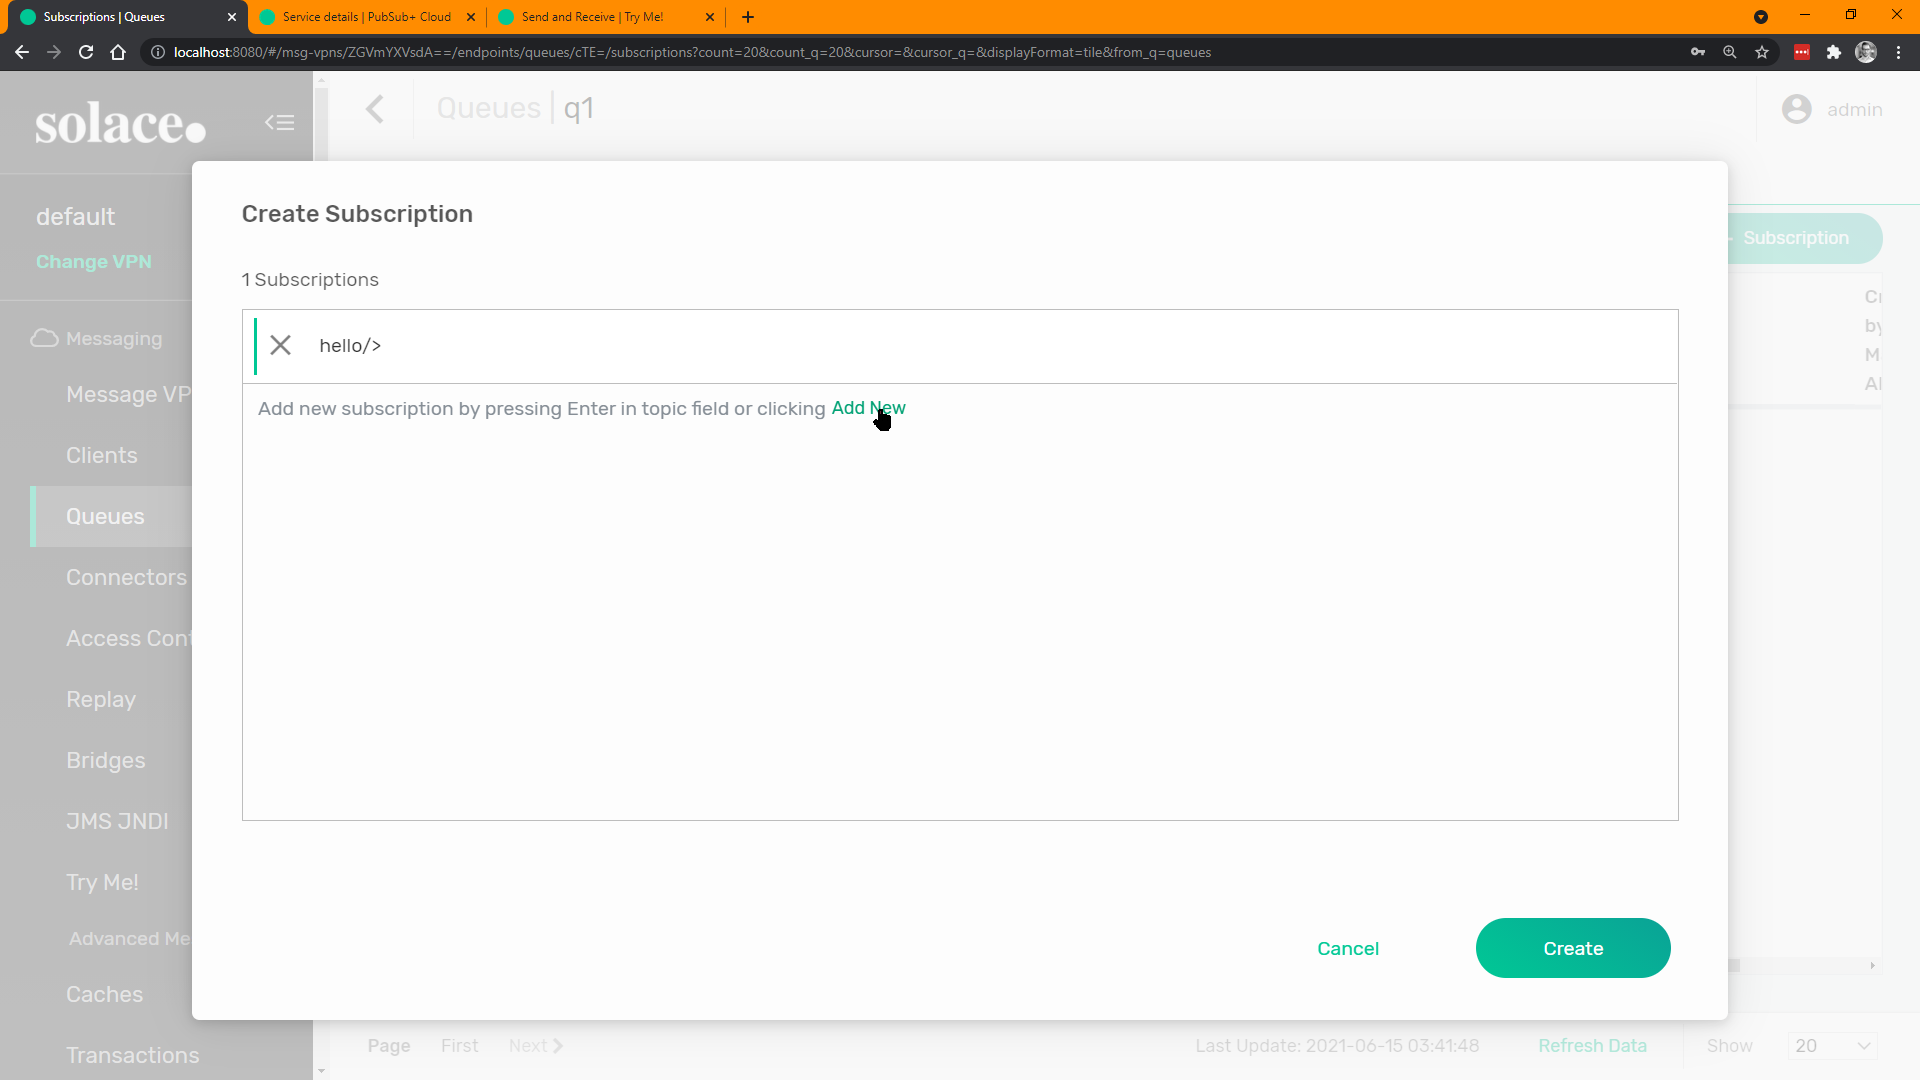 Subscriptions | Queues
Service details | PubSub+ Cloud
Send and Receive | Try Me!
localhost:8080/#/msg-vpns/ZGVmYXVsdA==/endpoints/queues/cTE=/subscriptions?count=20&count_q=20&cursor=&cursor_q=&displayFormat=tile&from_q=queues
solace.
Queues | q1
admin
default
Change VPN
Messaging
Message VP
Clients
Queues
Connectors
Access Cont
Replay
Bridges
JMS JNDI
Try Me!
Advanced Me
Caches
Transactions
Create Subscription
1 Subscriptions
hello/>
Add new subscription by pressing Enter in topic field or clicking Add New
Cancel
Create
Subscription
by
Page First Next
Last Update: 2021-06-15 03:41:48
Refresh Data
Show 20